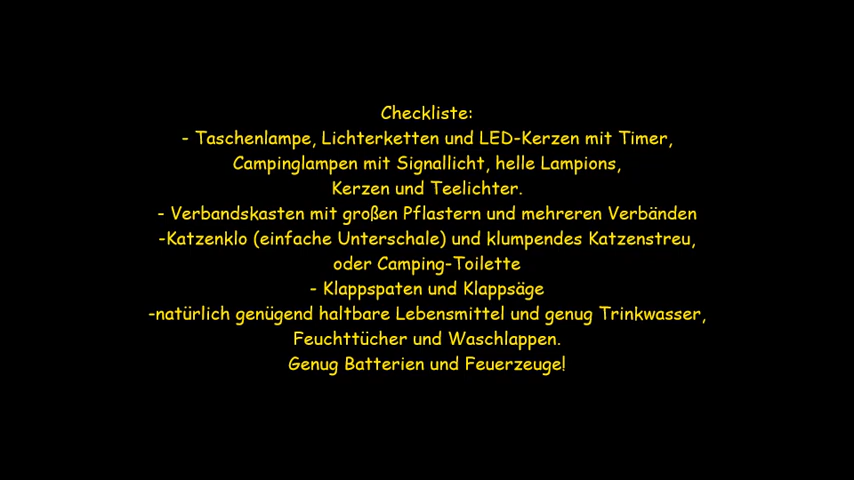 Checkliste:
- Taschenlampe, Lichterketten und LED-Kerzen mit Timer,
Campinglampen mit Signallicht, helle Lampions,
Kerzen und Teelichter.
- Verbandskasten mit großen Pflastern und mehreren Verbänden
-Katzenklo (einfache Unterschale) und klumpendes Katzenstreu,
oder Camping-Toilette
- Klappspaten und Klappsäge
-natürlich genügend haltbare Lebensmittel und genug Trinkwasser,
Feuchttücher und Waschlappen.
Genug Batterien und Feuerzeuge!